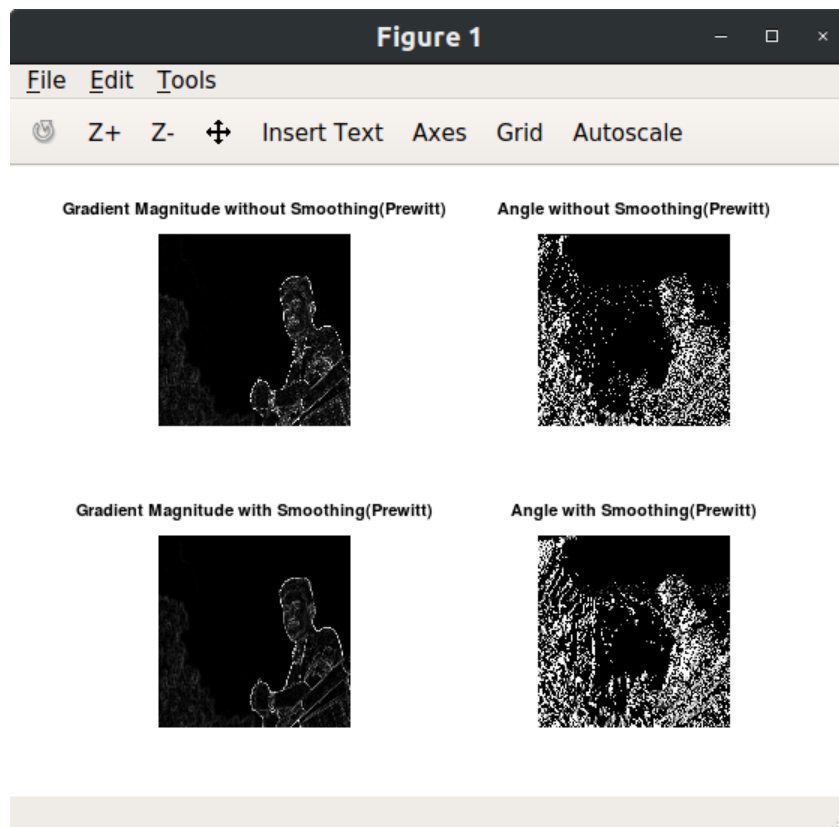 Figure 1
File Edit Tools
Z+ Z- Insert Text Axes Grid Autoscale
Gradient Magnitude without Smoothing(Prewitt) Angle without Smoothing(Prewitt)
Gradient Magnitude with Smoothing(Prewitt) Angle with Smoothing(Prewitt)